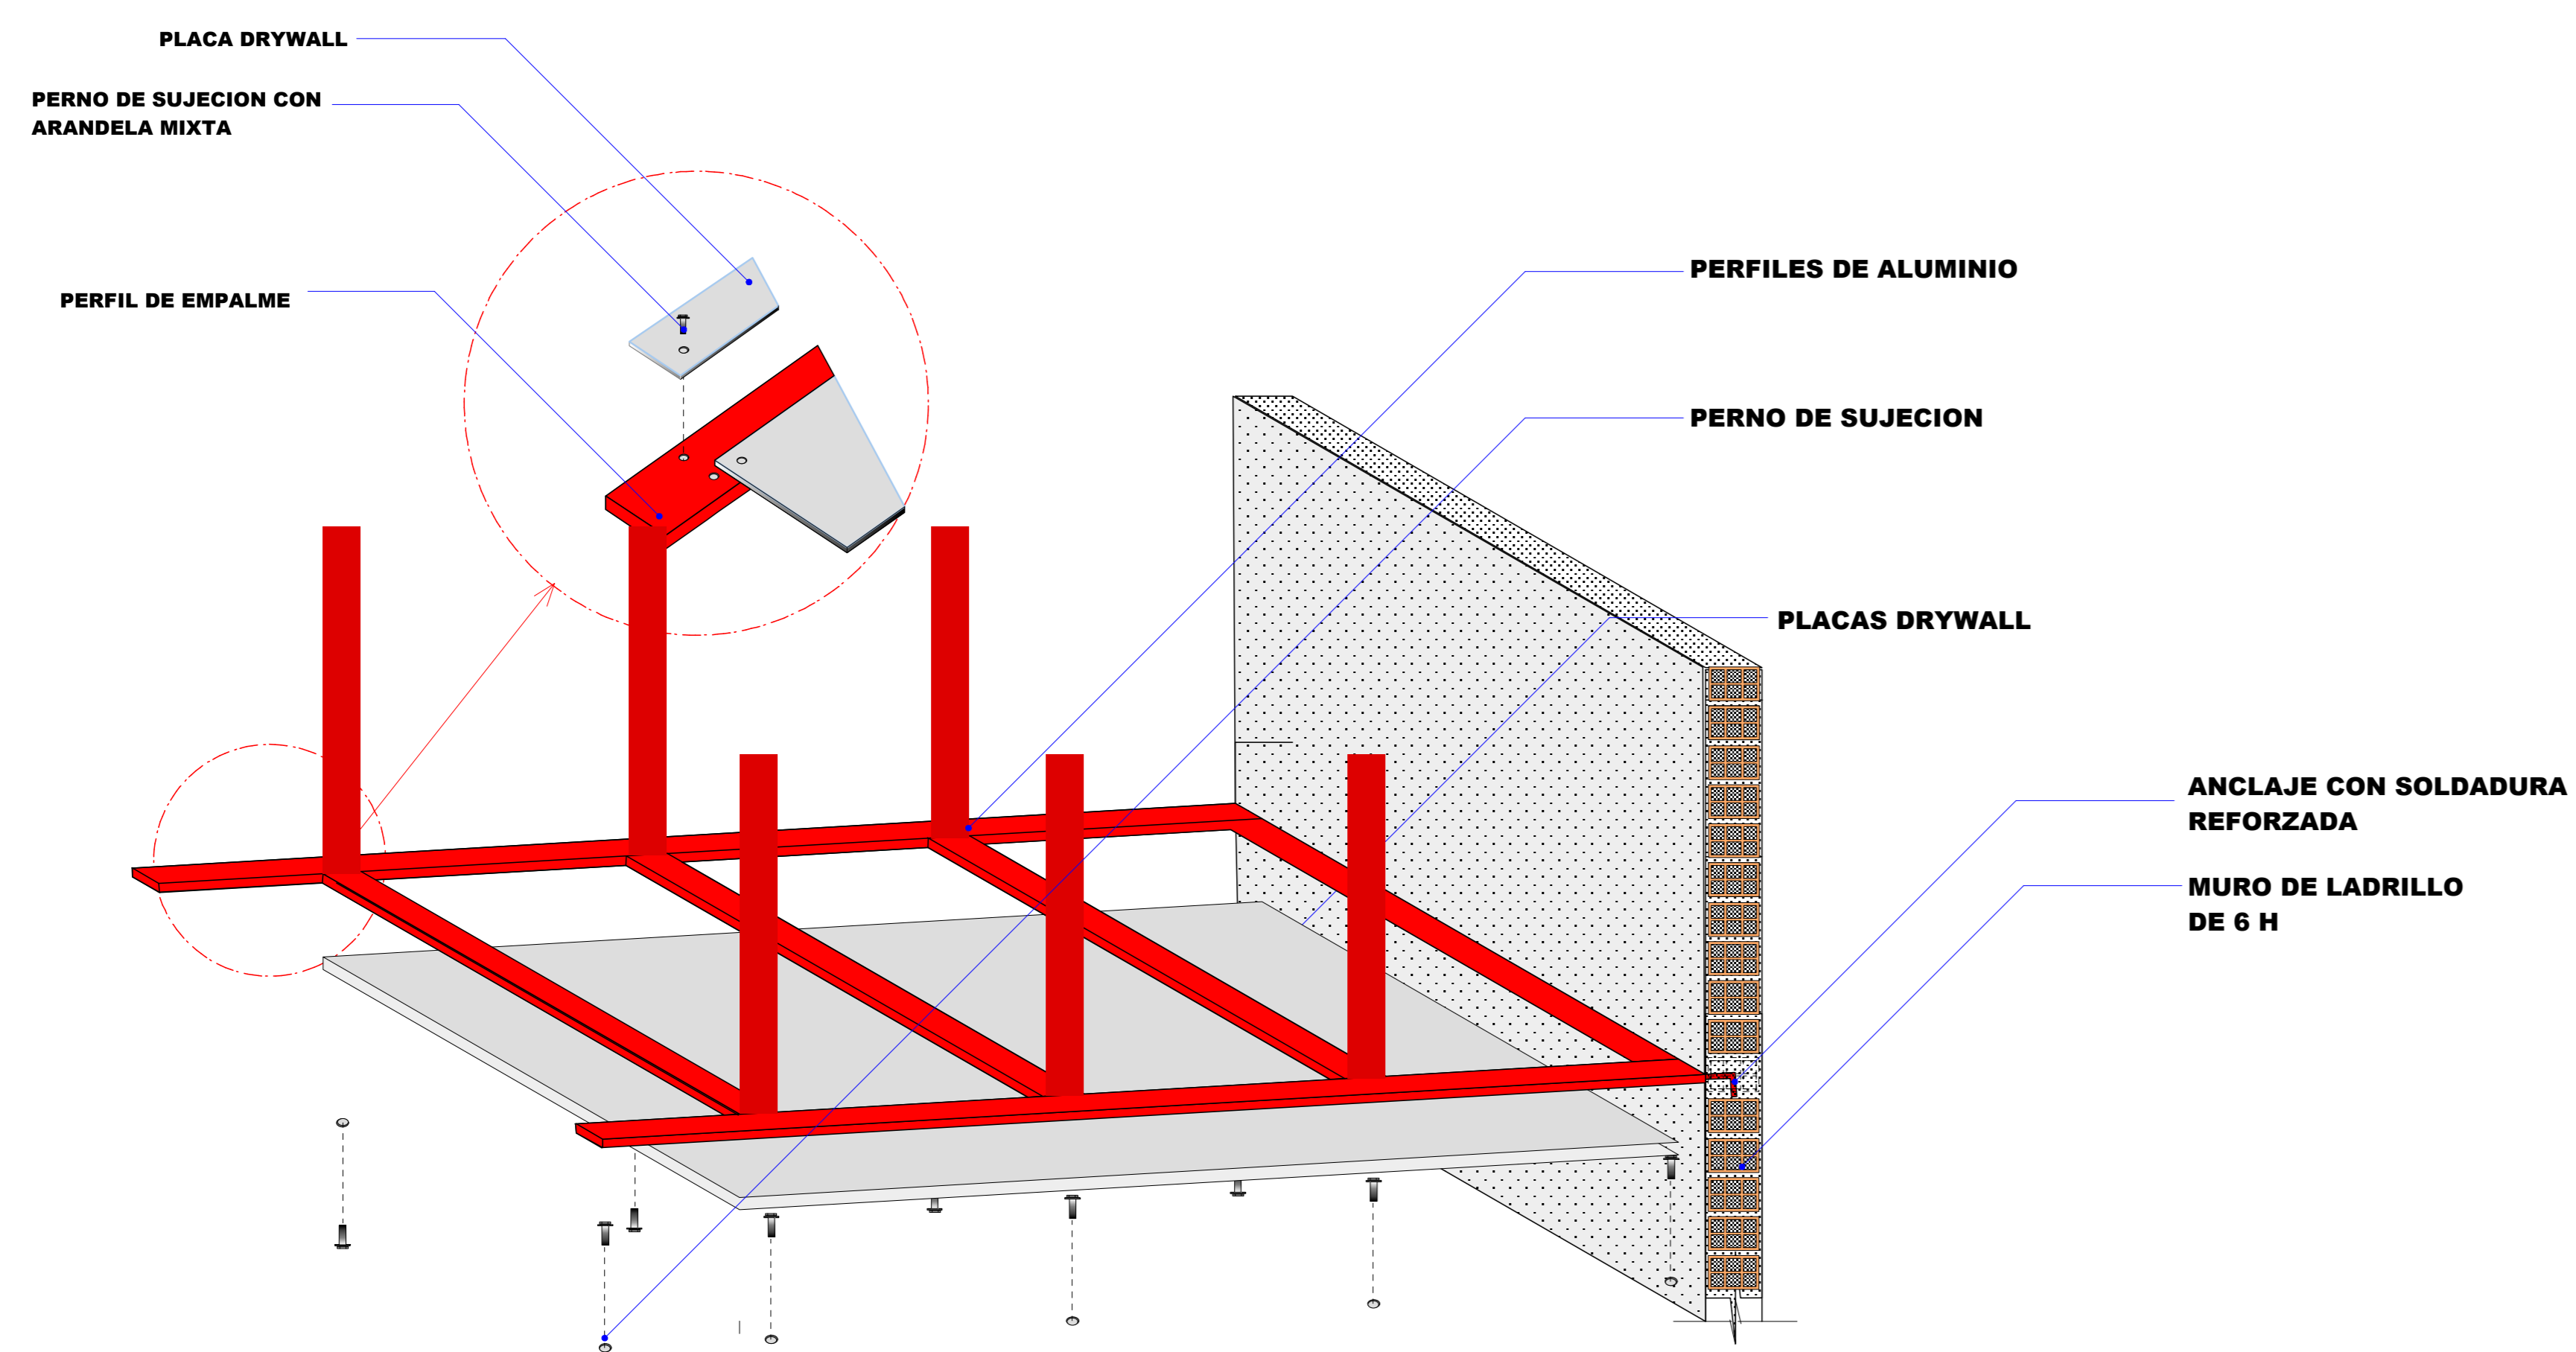 PLACA DRYWALL
PERNO DE SUJECION CON
ARANDELA MIXTA
PERFIL DE EMPALME
PERFILES DE ALUMINIO
PERNO DE SUJECION
PLACAS DRYWALL
ANCLAJE CON SOLDADURA
REFORZADA
MURO DE LADRILLO
DE 6 H